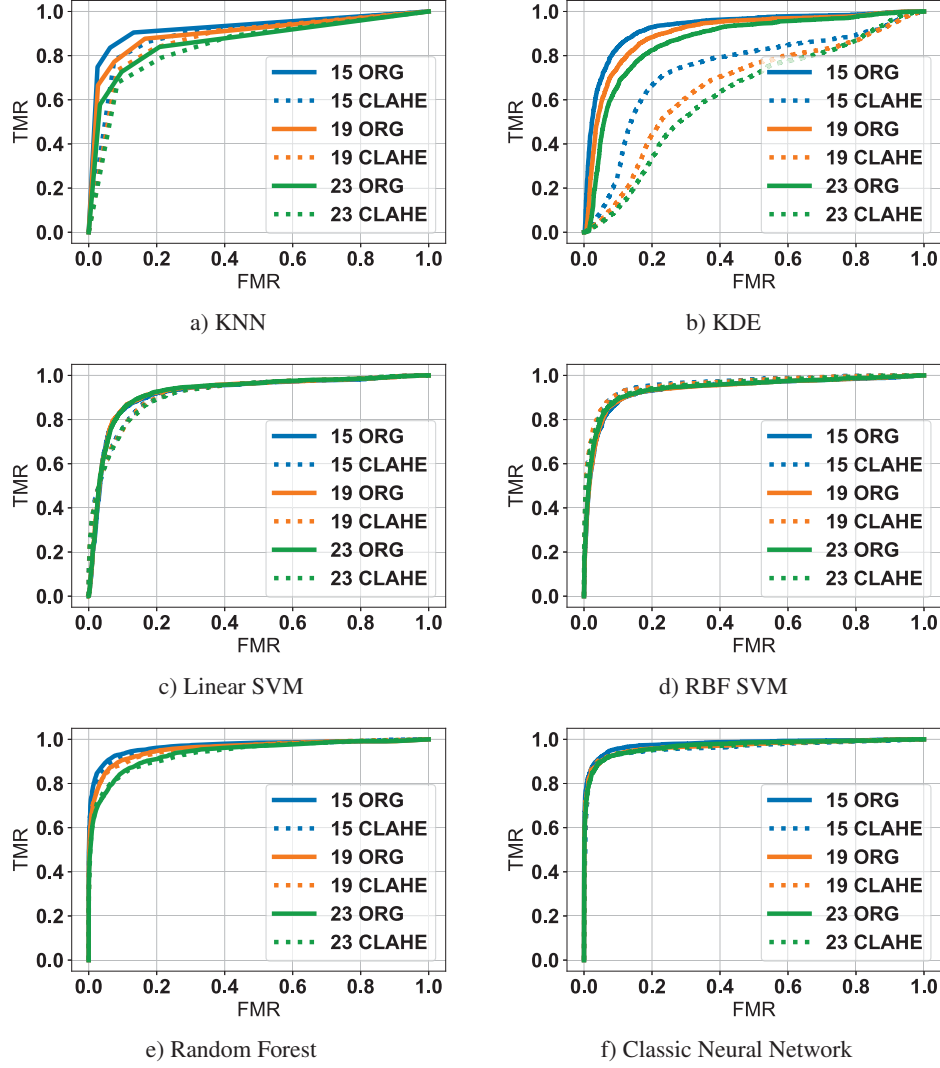 1.0
0.8
0.6
0.4
0.2
0.0
TMR
15 ORG
15 CLAHE
19 ORG
19 CLAHE
23 ORG
23 CLAHE
0.0 0.2 0.4 0.6 0.8 1.0
FMR
a) KNN
1.0
0.8
0.6
0.4
0.2
0.0
TMR
15 ORG
15 CLAHE
19 ORG
19 CLAHE
23 ORG
23 CLAHE
0.0 0.2 0.4 0.6 0.8 1.0
FMR
b) KDE
1.0
0.8
0.6
0.4
0.2
0.0
TMR
15 ORG
15 CLAHE
19 ORG
19 CLAHE
23 ORG
23 CLAHE
0.0 0.2 0.4 0.6 0.8 1.0
FMR
c) Linear SVM
1.0
0.8
0.6
0.4
0.2
0.0
TMR
15 ORG
15 CLAHE
19 ORG
19 CLAHE
23 ORG
23 CLAHE
0.0 0.2 0.4 0.6 0.8 1.0
FMR
d) RBF SVM
1.0
0.8
0.6
0.4
0.2
0.0
TMR
15 ORG
15 CLAHE
19 ORG
19 CLAHE
23 ORG
23 CLAHE
0.0 0.2 0.4 0.6 0.8 1.0
FMR
e) Random Forest
1.0
0.8
0.6
0.4
0.2
0.0
TMR
15 ORG
15 CLAHE
19 ORG
19 CLAHE
23 ORG
23 CLAHE
0.0 0.2 0.4 0.6 0.8 1.0
FMR
f) Classic Neural Network